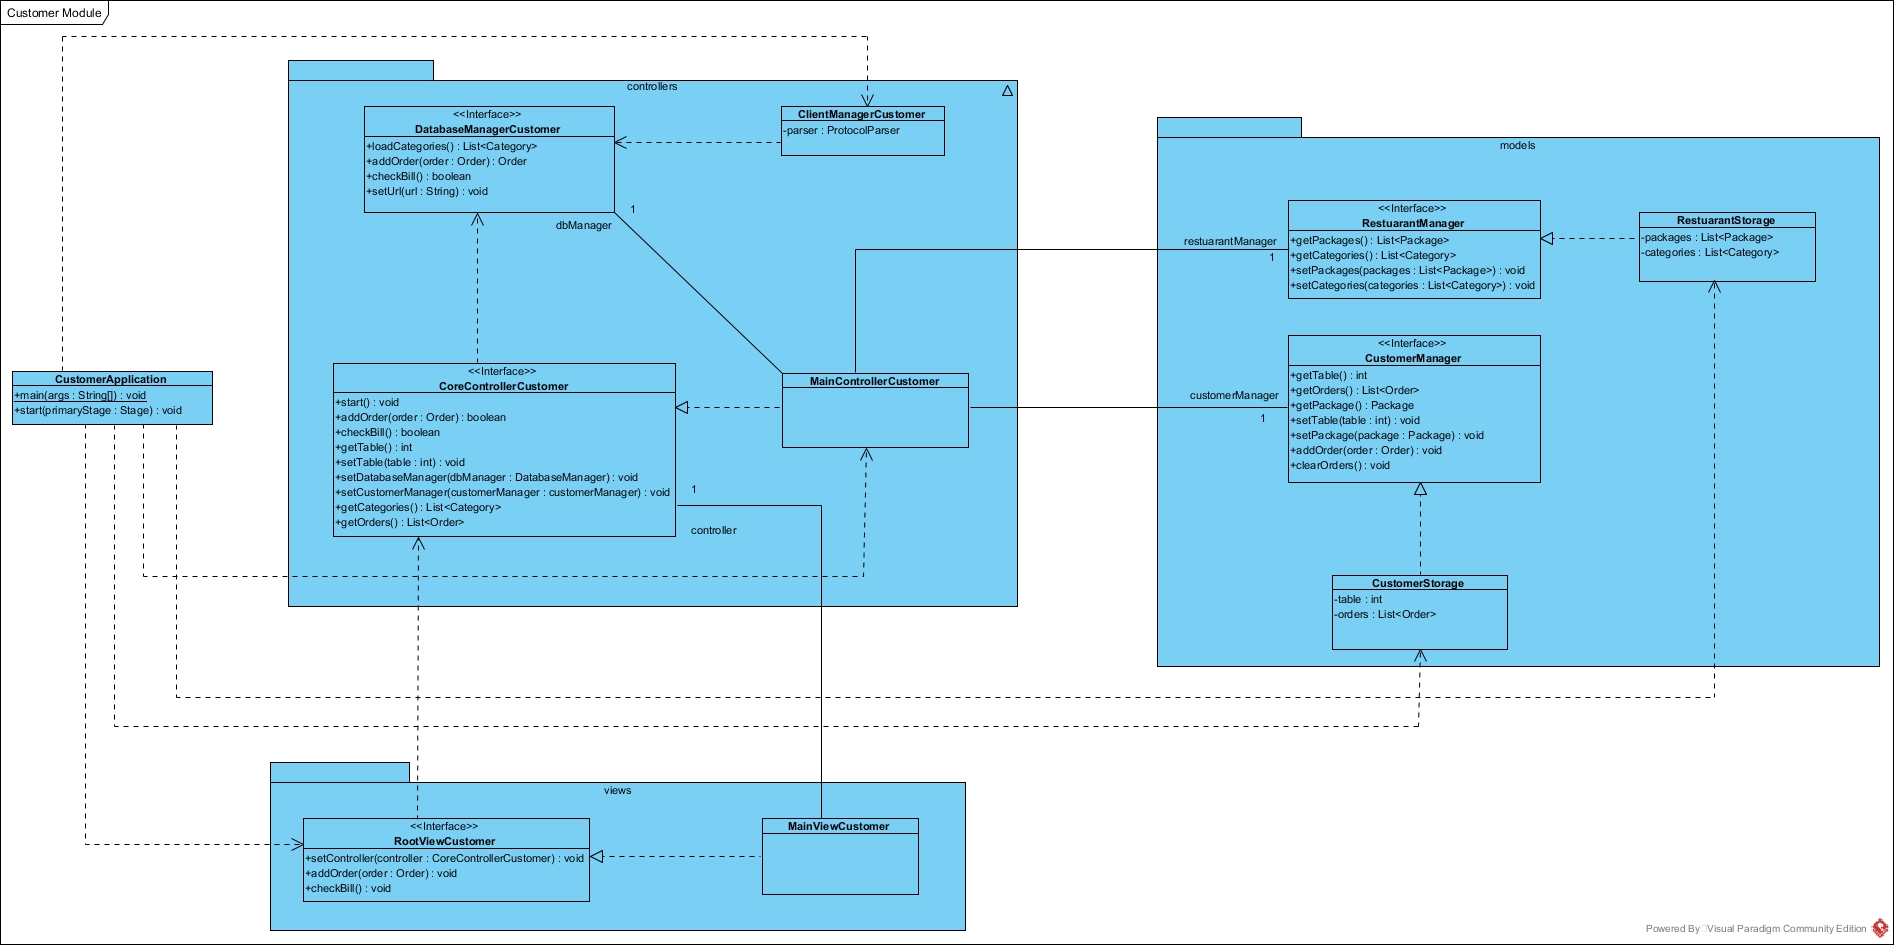 Customer Module
controllers
<<Interface>>
DatabaseManagerCustomer
+loadCategories() : List<Category>
+addOrder(order : Order) : Order
+checkBill() : boolean
+setUrl(url : String) : void
ClientManagerCustomer
-parser : ProtocolParser
1
dbManager
models
<<Interface>>
RestuarantManager
+getPackages() : List<Package>
+getCategories() : List<Category>
+setPackages(packages : List<Package>) : void
+setCategories(categories : List<Category>) : void
RestuarantStorage
-packages : List<Package>
-categories : List<Category>
restuarantManager
1
CustomerApplication
+main(args : String[]) : void
+start(primaryStage : Stage) : void
<<Interface>>
CoreControllerCustomer
+start() : void
+addOrder(order : Order) : boolean
+checkBill() : boolean
+getTable() : int
+setTable(table : int) : void
+setDatabaseManager(dbManager : DatabaseManager) : void
+setCustomerManager(customerManager : customerManager) : void
+getCategories() : List<Category>
+getOrders() : List<Order>
MainControllerCustomer
1
controller
customerManager
1
<<Interface>>
CustomerManager
+getTable() : int
+getOrders() : List<Order>
+getPackage() : Package
+setTable(table : int) : void
+setPackage(package : Package) : void
+addOrder(order : Order) : void
+clearOrders() : void
CustomerStorage
-table : int
-orders : List<Order>
views
<<Interface>>
RootViewCustomer
+setController(controller : CoreControllerCustomer) : void
+addOrder(order : Order) : void
+checkBill() : void
MainViewCustomer
Powered By Visual Paradigm Community Edition